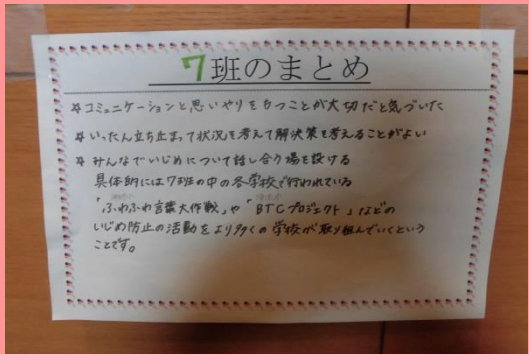 7班のまとめ
☆コミュニケーションと思いやりをもつことが大切だと気づいた
☆いったん立ち止まって状況を考えて解決策を考えることがよい
☆みんなでいじめについて話し合う場を設ける
具体的には7班の中の各学校で行われている
「ふわふわ言葉大作戦」や「BTCプロジェクト」などの
いじめ防止の活動をより多くの学校が取り組んでいくという
ことです。